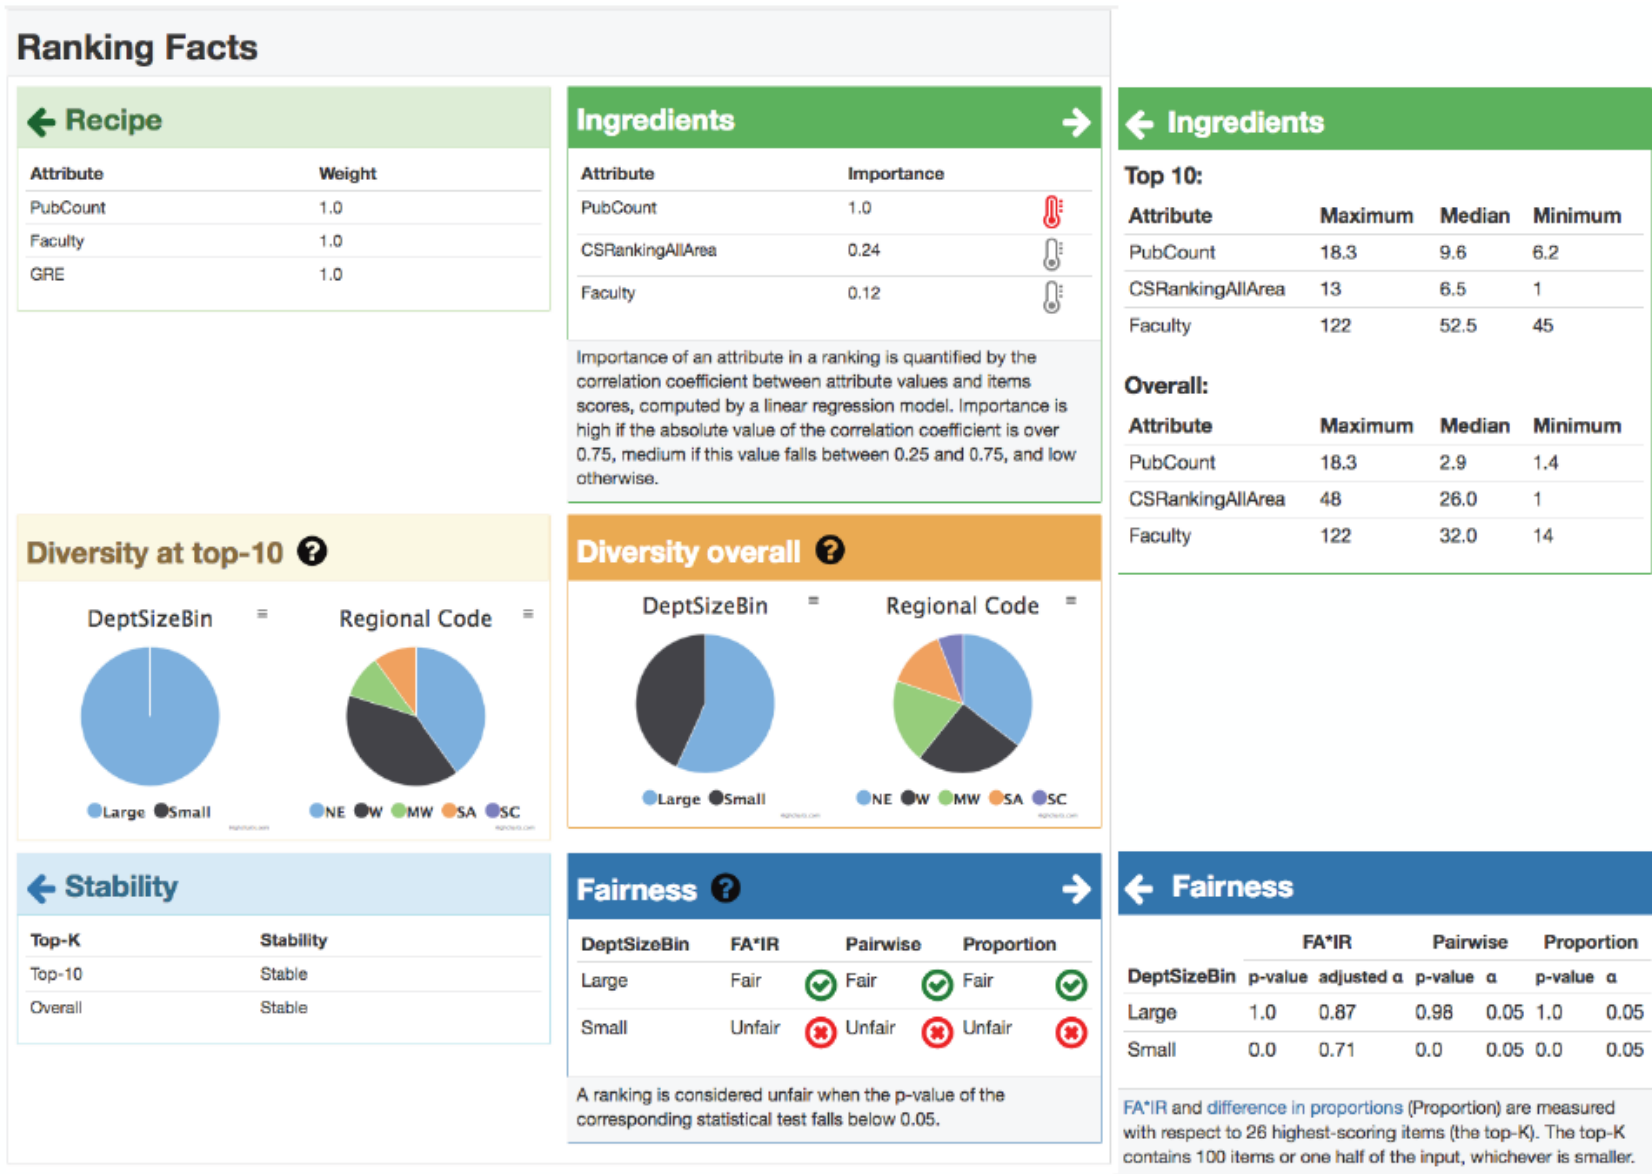 Ranking Facts
Recipe
Attribute Weight
PubCount 1.0
Faculty 1.0
GRE 1.0
Ingredients
Attribute Importance
PubCount 1.0
CSRankingAllArea 0.24
Faculty 0.12
Importance of an attribute in a ranking is quantified by the
correlation coefficient between attribute values and items
scores, computed by a linear regression model. Importance is
high if the absolute value of the correlation coefficient is over
0.75, medium if this value falls between 0.25 and 0.75, and low
otherwise.
Ingredients
Top 10:
Attribute Maximum Median Minimum
PubCount 18.3 9.6 6.2
CSRankingAllArea 13 6.5 1
Faculty 122 52.5 45
Overall:
Attribute Maximum Median Minimum
PubCount 18.3 2.9 1.4
CSRankingAllArea 48 26.0 1
Faculty 122 32.0 14
Diversity at top-10 ?
DeptSizeBin Regional Code
Large Small NE W MW SA SC
Highcharts.com Highcharts.com
Diversity overall ?
DeptSizeBin Regional Code
Large Small NE W MW SA SC
Highcharts.com Highcharts.com
Stability
Top-K Stability
Top-10 Stable
Overall Stable
Fairness ?
DeptSizeBin FA*IR Pairwise Proportion
Large Fair Fair Fair
Small Unfair Unfair Unfair
A ranking is considered unfair when the p-value of the
corresponding statistical test falls below 0.05.
Fairness
FA*IR Pairwise Proportion
DeptSizeBin p-value adjusted α p-value α p-value α
Large 1.0 0.87 0.98 0.05 1.0 0.05
Small 0.0 0.71 0.0 0.05 0.0 0.05
FA*IR and difference in proportions (Proportion) are measured
with respect to 26 highest-scoring items (the top-K). The top-K
contains 100 items or one half of the input, whichever is smaller.